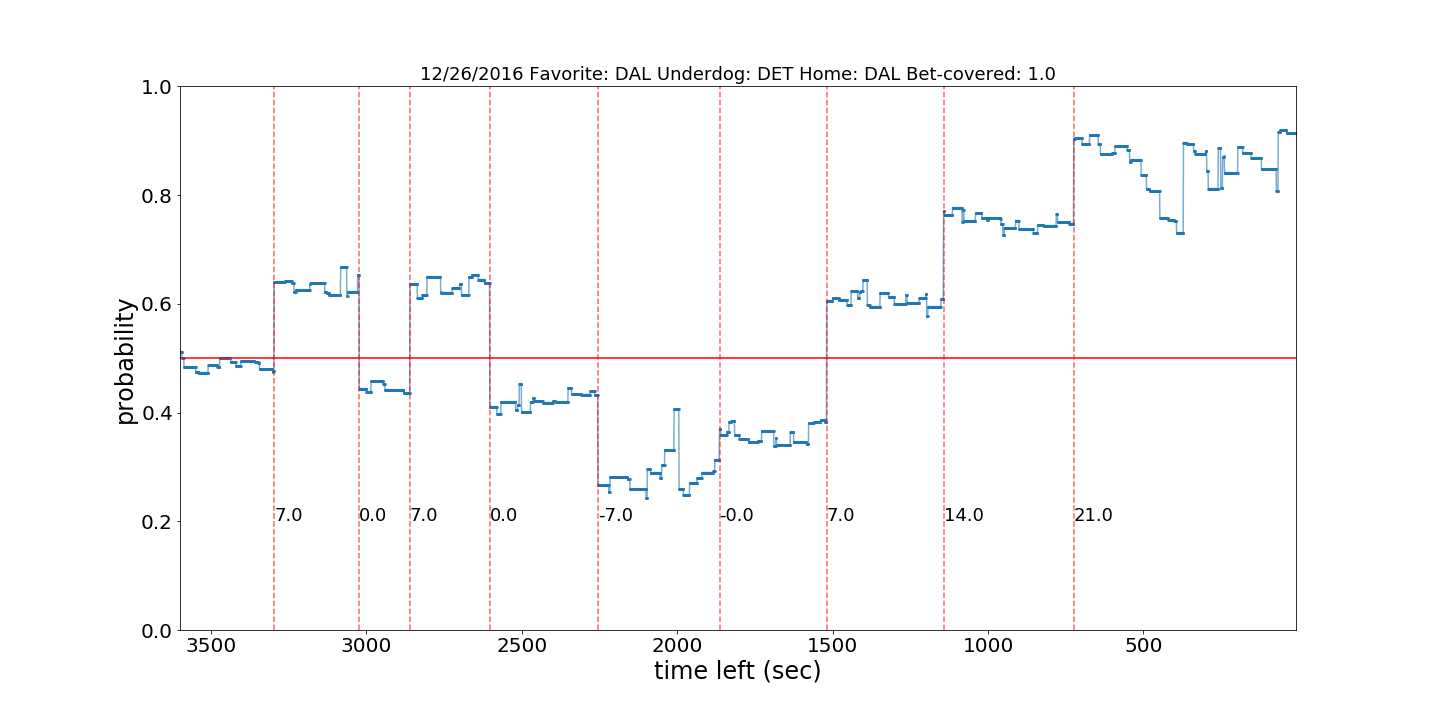 12/26/2016 Favorite: DAL Underdog: DET Home: DAL Bet-covered: 1.0
1.0
0.8
0.6
0.4
0.2
0.0
probability
7.0 0.0 7.0 0.0 -7.0 -0.0 7.0 14.0 21.0
3500 3000 2500 2000 1500 1000 500
time left (sec)